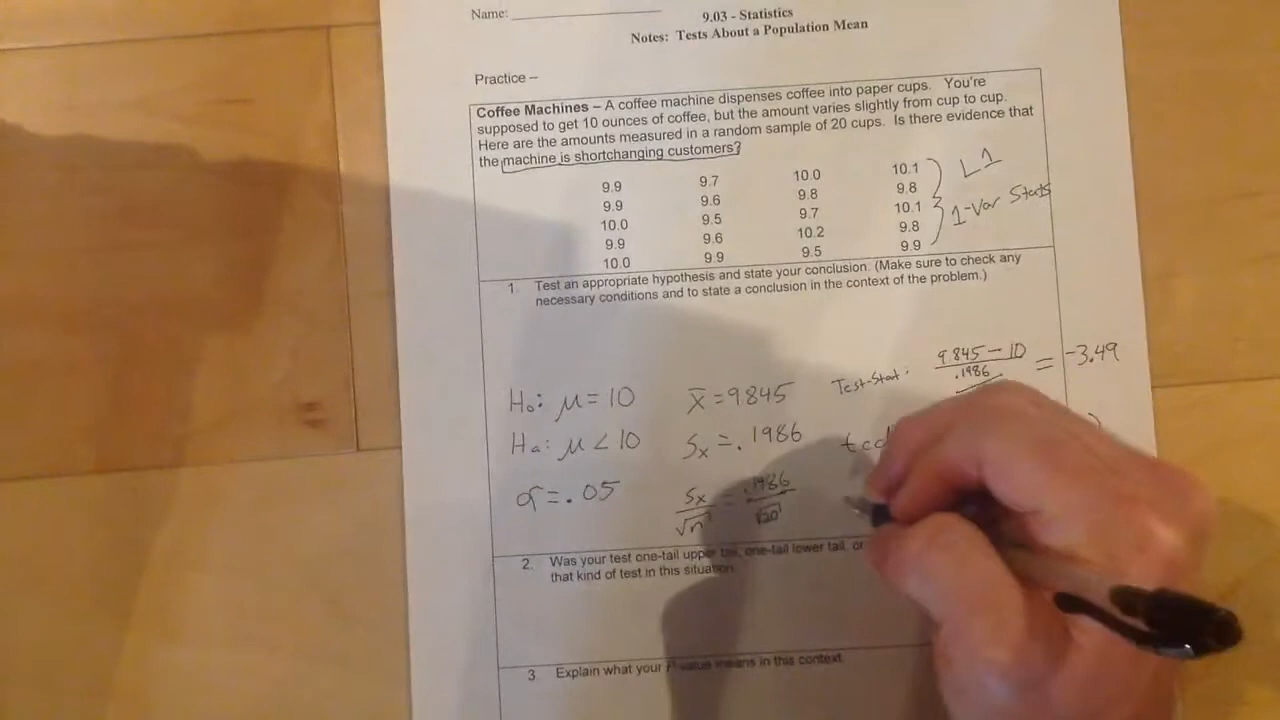 Name:
9.03 - Statistics
Notes: Tests About a Population Mean
Practice –
Coffee Machines – A coffee machine dispenses coffee into paper cups. You're
supposed to get 10 ounces of coffee, but the amount varies slightly from cup to cup.
Here are the amounts measured in a random sample of 20 cups. Is there evidence that
the machine is shortchanging customers?
9.9 9.7 10.0 10.1
9.9 9.6 9.8 9.8
10.0 9.5 9.7 10.1
9.9 9.6 10.2 9.8
10.0 9.9 9.5 9.9
L1
1-Var Stats
1. Test an appropriate hypothesis and state your conclusion. (Make sure to check any
necessary conditions and to state a conclusion in the context of the problem.)
H₀: μ = 10
Hₐ: μ < 10
α = .05
x̄ = 9.845
Sx = .1986
Sx/√n = .1986/√20
Test-Stat: 9.845 – 10
.1986
= -3.49
tcd
2. Was your test one-tail upper tail, one-tail lower tail, or
that kind of test in this situation.
3 Explain what your P-value means in this context.